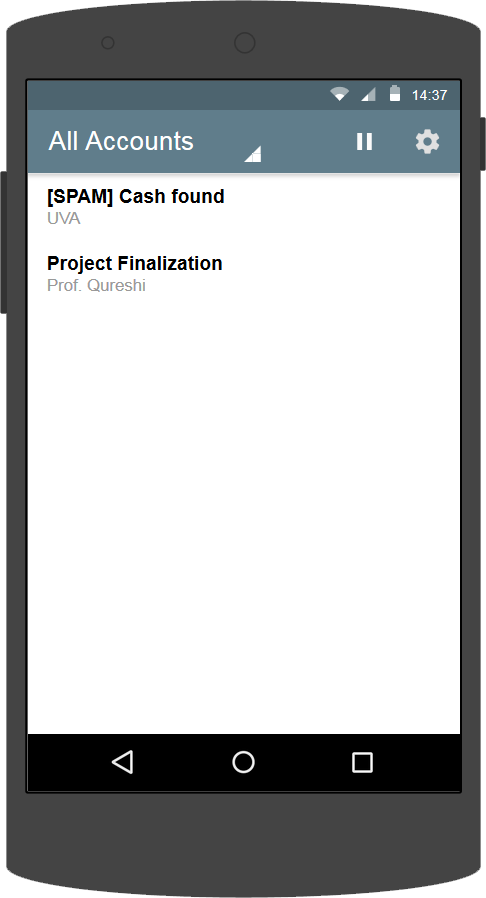 14:37
All Accounts
[SPAM] Cash found
UVA
Project Finalization
Prof. Qureshi